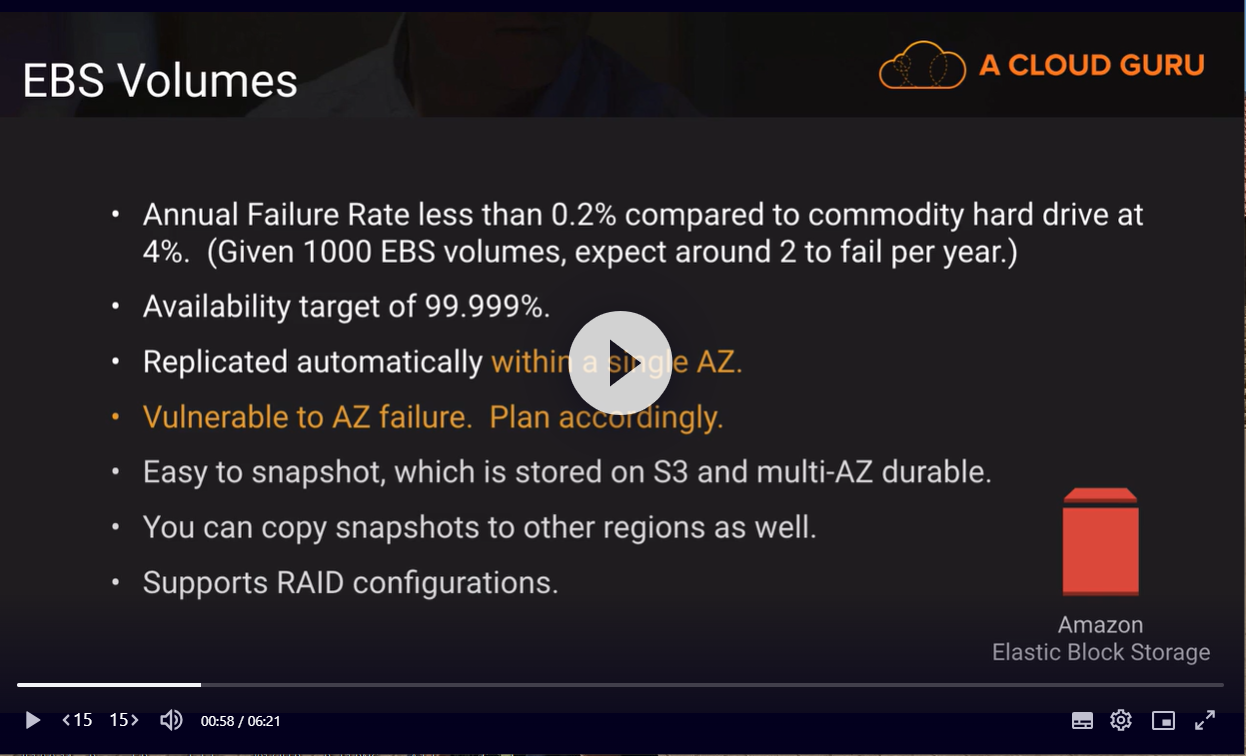 EBS Volumes
A CLOUD GURU
• Annual Failure Rate less than 0.2% compared to commodity hard drive at
4%.  (Given 1000 EBS volumes, expect around 2 to fail per year.)
• Availability target of 99.999%.
• Replicated automatically within a single AZ.
• Vulnerable to AZ failure.  Plan accordingly.
• Easy to snapshot, which is stored on S3 and multi-AZ durable.
• You can copy snapshots to other regions as well.
• Supports RAID configurations.
Amazon
Elastic Block Storage
15 15 00:58 / 06:21